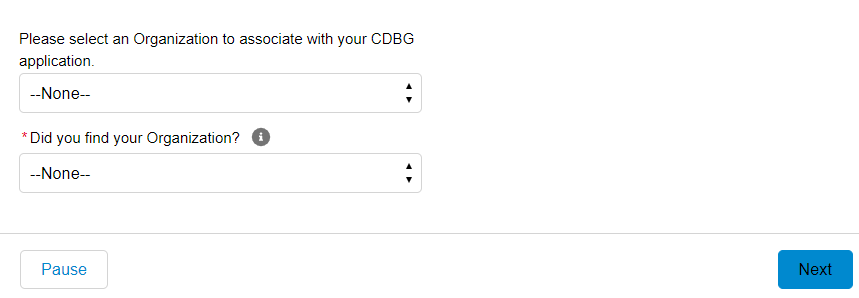 Please select an Organization to associate with your CDBG
application.
--None--
*Did you find your Organization?
--None--
Pause
Next